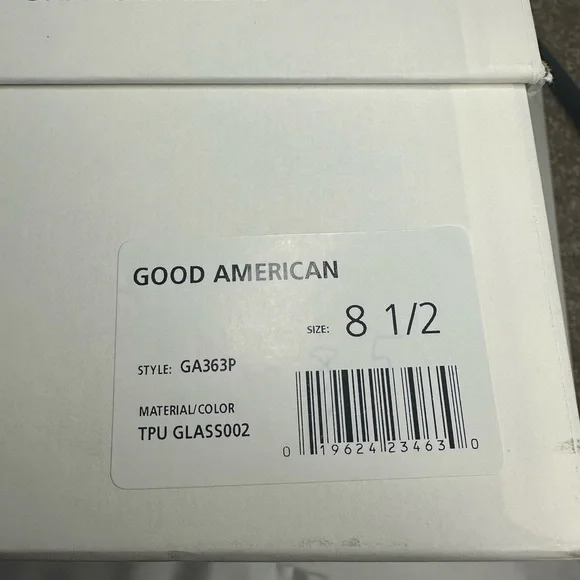 GOOD AMERICAN
SIZE: 8 1/2
STYLE: GA363P
MATERIAL/COLOR
TPU GLASS002
0 19624 23463 0